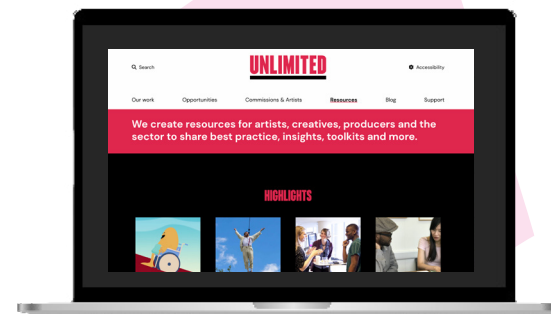 Search
UNLIMITED
Accessibility
Our work
Opportunities
Commissions & Artists
Resources
Blog
Support
We create resources for artists, creatives, producers and the
sector to share best practice, insights, toolkits and more.
HIGHLIGHTS